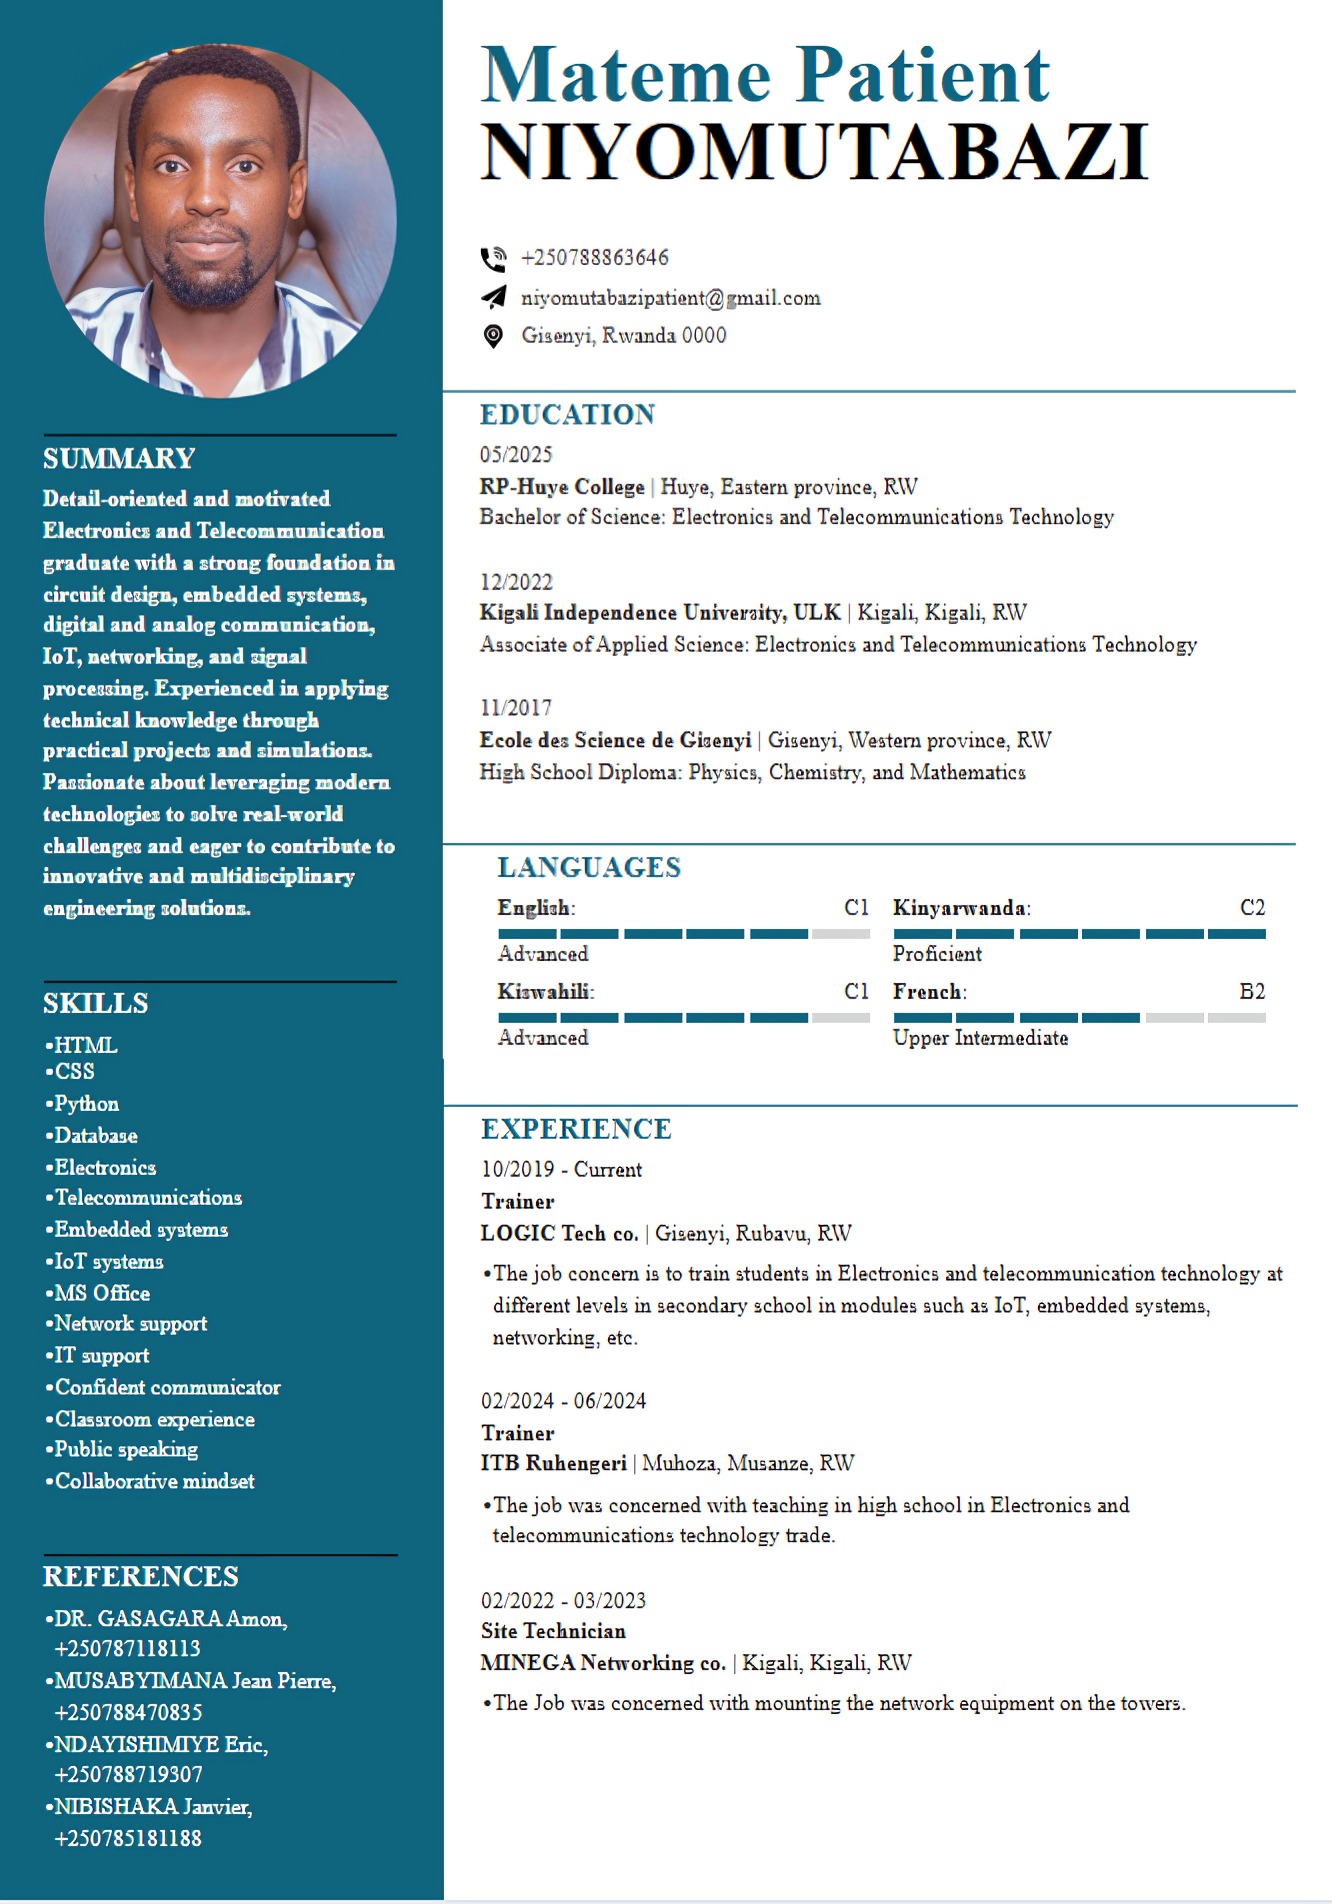 Mateme Patient
NIYOMUTABAZI
+250788863646
niyomutabazipatient@gmail.com
Gisenyi, Rwanda 0000
SUMMARY
Detail-oriented and motivated
Electronics and Telecommunication
graduate with a strong foundation in
circuit design, embedded systems,
digital and analog communication,
IoT, networking, and signal
processing. Experienced in applying
technical knowledge through
practical projects and simulations.
Passionate about leveraging modern
technologies to solve real-world
challenges and eager to contribute to
innovative and multidisciplinary
engineering solutions.
SKILLS
•HTML
•CSS
•Python
•Database
•Electronics
•Telecommunications
•Embedded systems
•IoT systems
•MS Office
•Network support
•IT support
•Confident communicator
•Classroom experience
•Public speaking
•Collaborative mindset
REFERENCES
•DR. GASAGARA Amon,
+250787118113
•MUSABYIMANA Jean Pierre,
+250788470835
•NDAYISHIMIYE Eric,
+250788719307
•NIBISHAKA Janvier,
+250785181188
EDUCATION
05/2025
RP-Huye College | Huye, Eastern province, RW
Bachelor of Science: Electronics and Telecommunications Technology
12/2022
Kigali Independence University, ULK | Kigali, Kigali, RW
Associate of Applied Science: Electronics and Telecommunications Technology
11/2017
Ecole des Science de Gisenyi | Gisenyi, Western province, RW
High School Diploma: Physics, Chemistry, and Mathematics
LANGUAGES
English: C1 Kinyarwanda: C2
Advanced Proficient
Kiswahili: C1 French: B2
Advanced Upper Intermediate
EXPERIENCE
10/2019 - Current
Trainer
LOGIC Tech co. | Gisenyi, Rubavu, RW
•The job concern is to train students in Electronics and telecommunication technology at
different levels in secondary school in modules such as IoT, embedded systems,
networking, etc.
02/2024 - 06/2024
Trainer
ITB Ruhengeri | Muhoza, Musanze, RW
•The job was concerned with teaching in high school in Electronics and
telecommunications technology trade.
02/2022 - 03/2023
Site Technician
MINEGA Networking co. | Kigali, Kigali, RW
•The Job was concerned with mounting the network equipment on the towers.